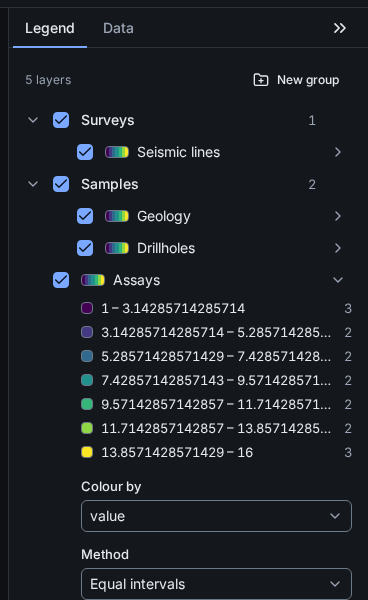 Legend Data
5 layers New group
Surveys 1
Seismic lines
Samples 2
Geology
Drillholes
Assays
1 – 3.14285714285714 3
3.14285714285714 – 5.285714285... 2
5.28571428571429 – 7.428571428... 2
7.42857142857143 – 9.571428571... 2
9.57142857142857 – 11.71428571... 2
11.7142857142857 – 13.85714285... 2
13.8571428571429 – 16 3
Colour by
value
Method
Equal intervals